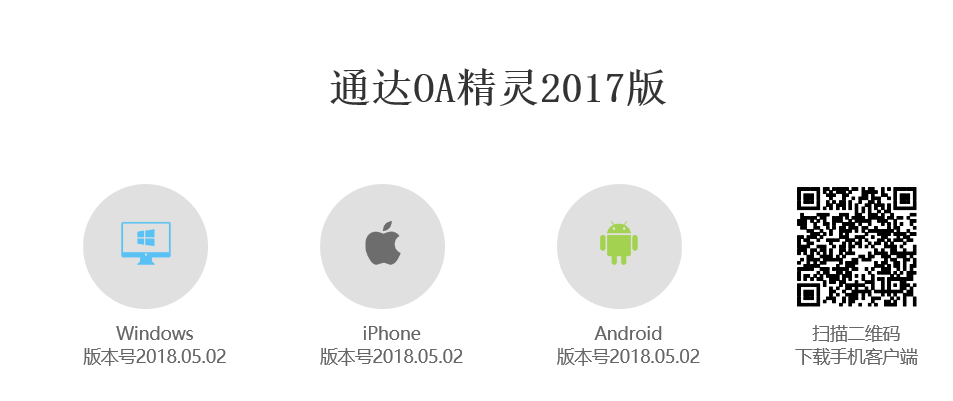 通达OA精灵2017版
Windows
版本号2018.05.02
iPhone
版本号2018.05.02
Android
版本号2018.05.02
扫描二维码
下载手机客户端